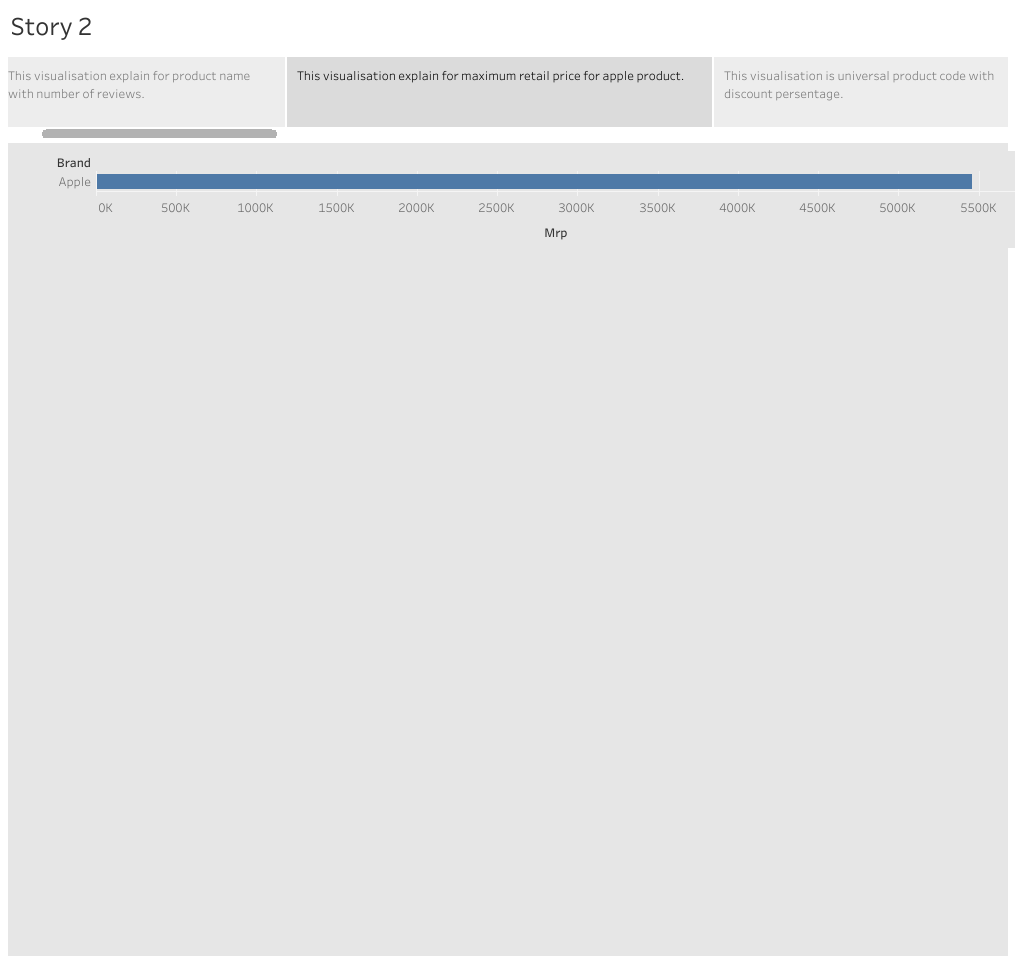 Story 2
This visualisation explain for product name
with number of reviews.
This visualisation explain for maximum retail price for apple product.
This visualisation is universal product code with
discount persentage.
Brand
Apple
0K 500K 1000K 1500K 2000K 2500K 3000K 3500K 4000K 4500K 5000K 5500K
Mrp